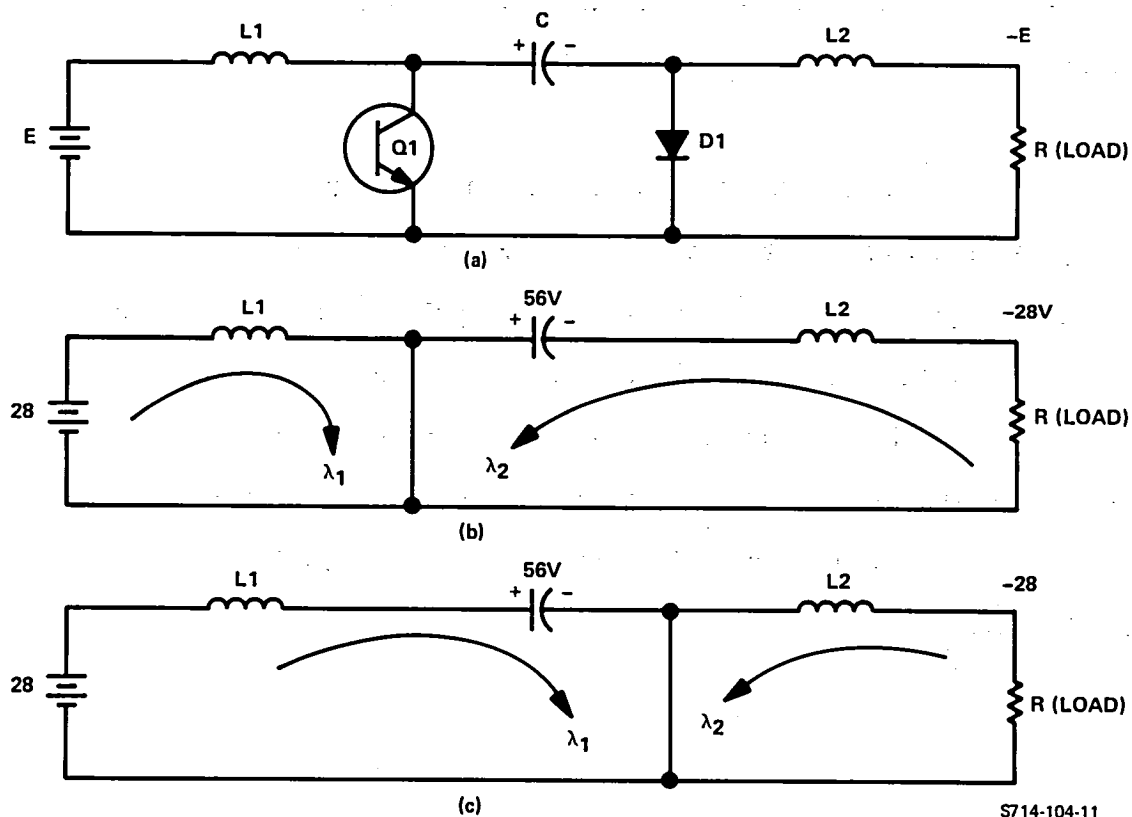 L1
C
+ -
L2
-E
E
Q1
D1
R (LOAD)
(a)
L1
56V
+ -
L2
-28V
28
λ1
λ2
R (LOAD)
(b)
L1
56V
+ -
L2
-28
28
λ1
λ2
R (LOAD)
(c)
S714-104-11